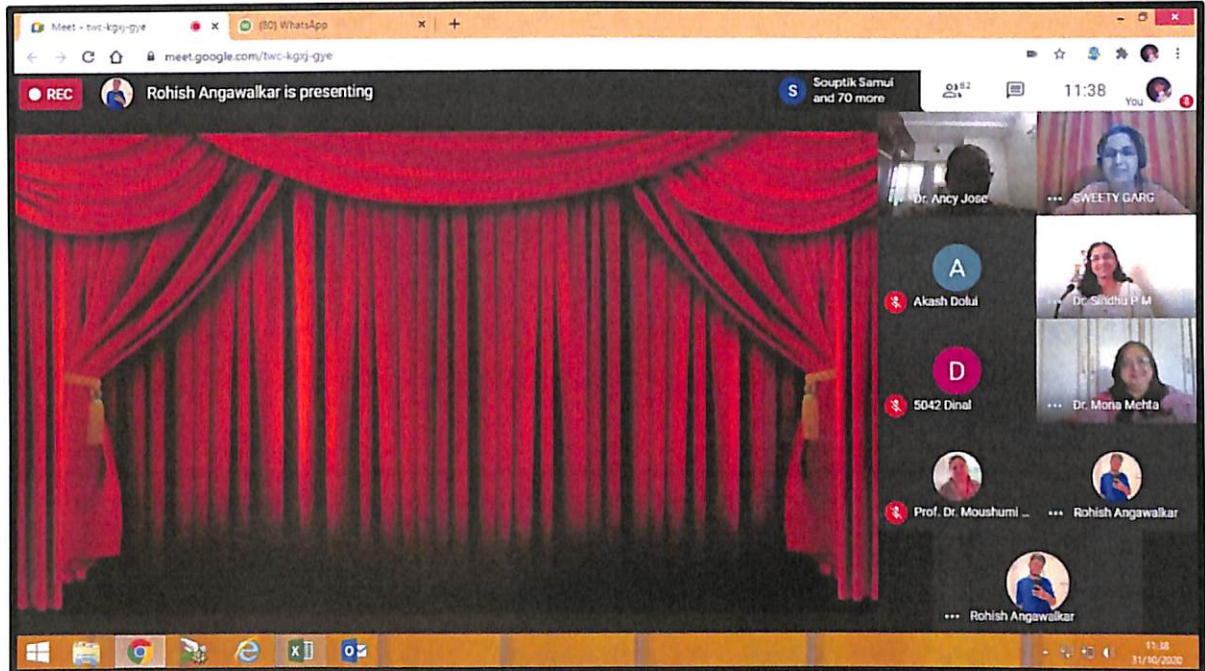 Meet - twc-kgxj-gye
(80) WhatsApp
meet.google.com/twc-kgxj-gye
REC
Rohish Angawalkar is presenting
S
Souptik Samui
and 70 more
82
11:38
You
Dr. Ancy Jose
SWEETY GARG
A
Akash Dolui
Dr. Sindhu P M
D
5042 Dinal
Dr. Mona Mehta
Prof. Dr. Moushumi ...
Rohish Angawalkar
Rohish Angawalkar
11:38
31/10/2020